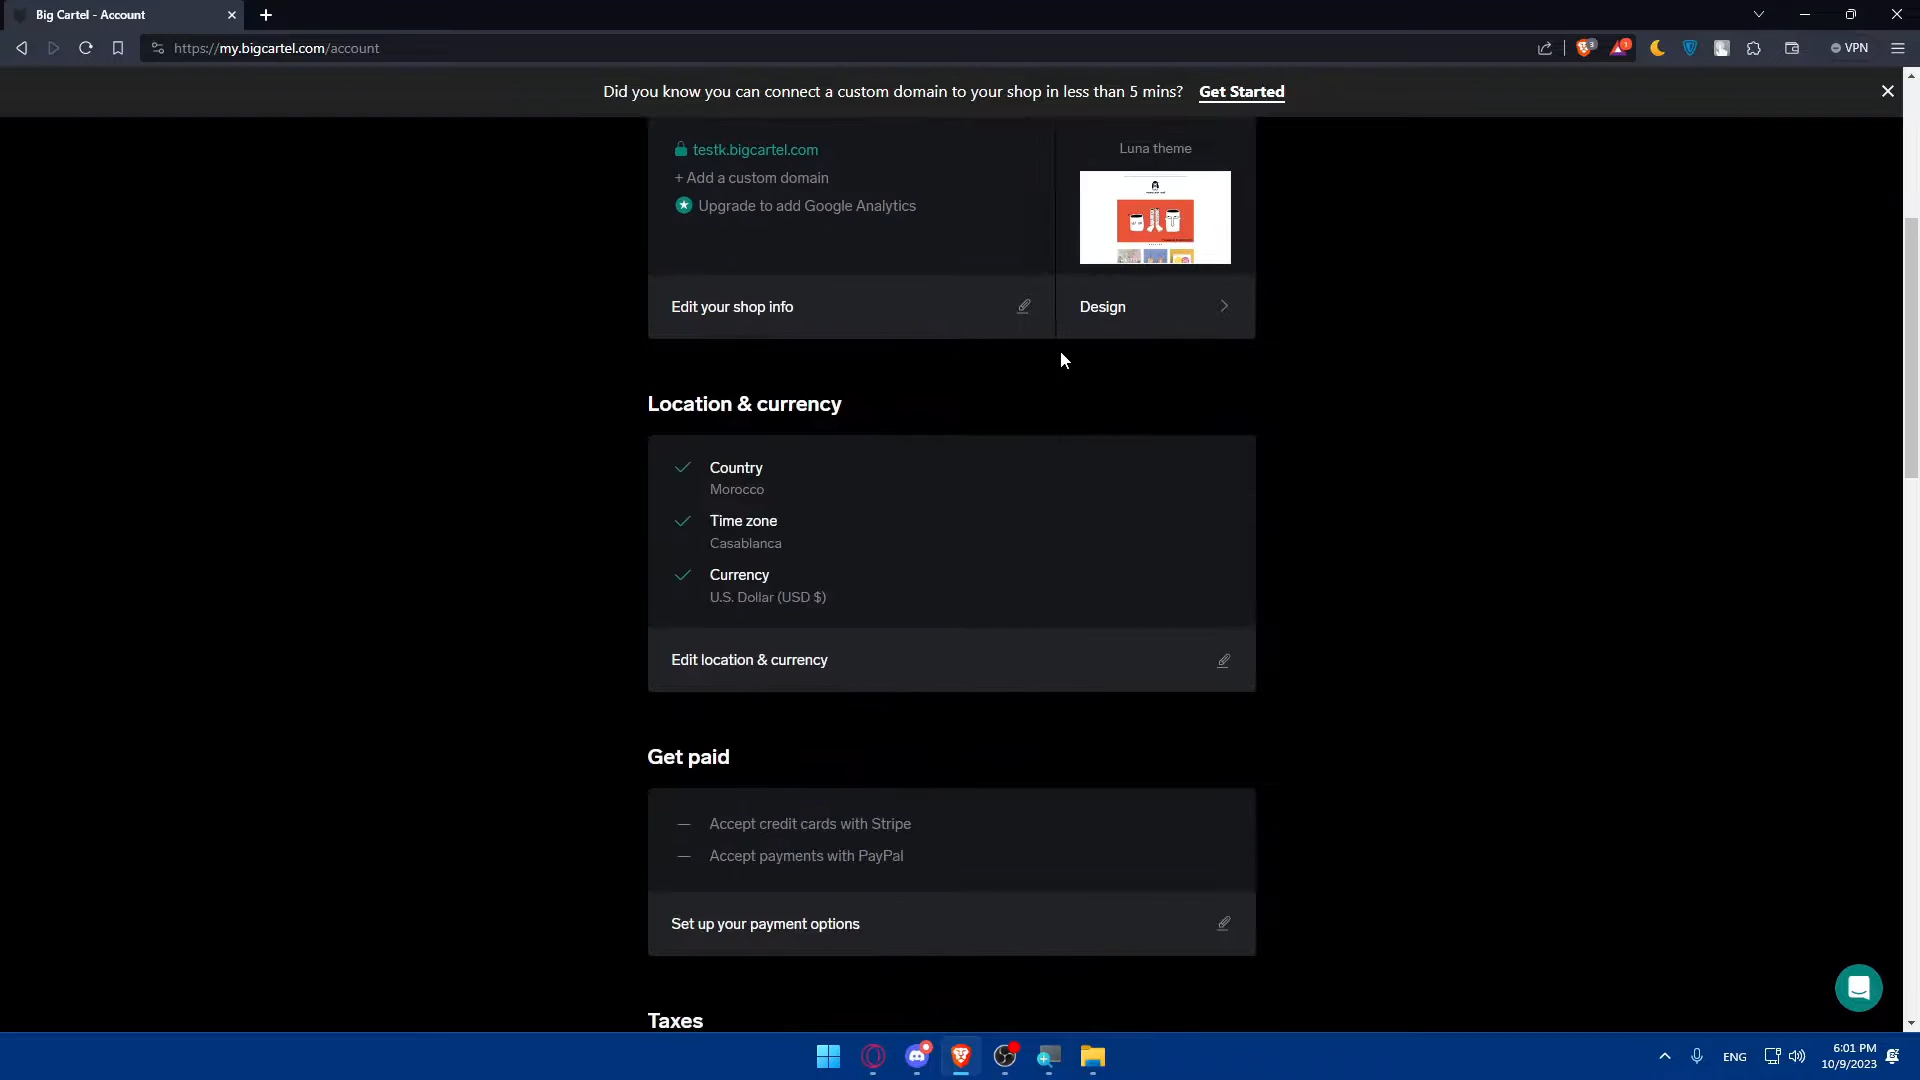 Big Cartel - Account
https://my.bigcartel.com/account
3
1
VPN
Did you know you can connect a custom domain to your shop in less than 5 mins? Get Started
testk.bigcartel.com
+ Add a custom domain
Upgrade to add Google Analytics
Luna theme
Edit your shop info
Design
Location & currency
Country
Morocco
Time zone
Casablanca
Currency
U.S. Dollar (USD $)
Edit location & currency
Get paid
— Accept credit cards with Stripe
— Accept payments with PayPal
Set up your payment options
Taxes
ENG
6:01 PM
10/9/2023